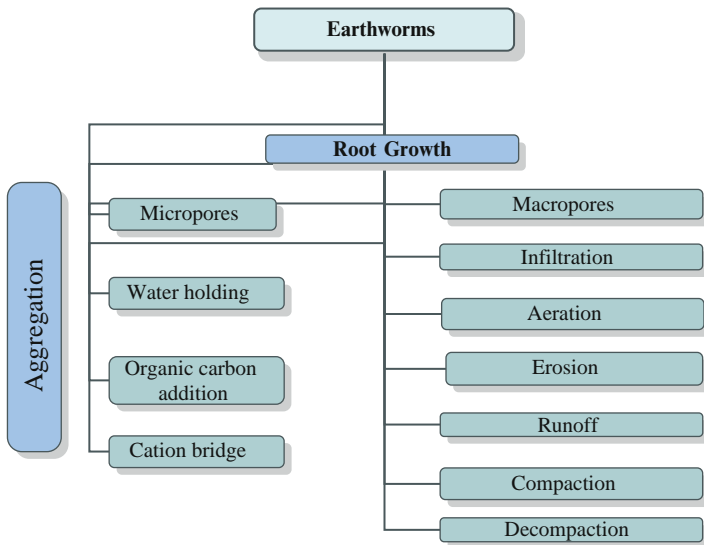 Earthworms
Root Growth
Aggregation
Micropores
Water holding
Organic carbon
addition
Cation bridge
Macropores
Infiltration
Aeration
Erosion
Runoff
Compaction
Decompaction